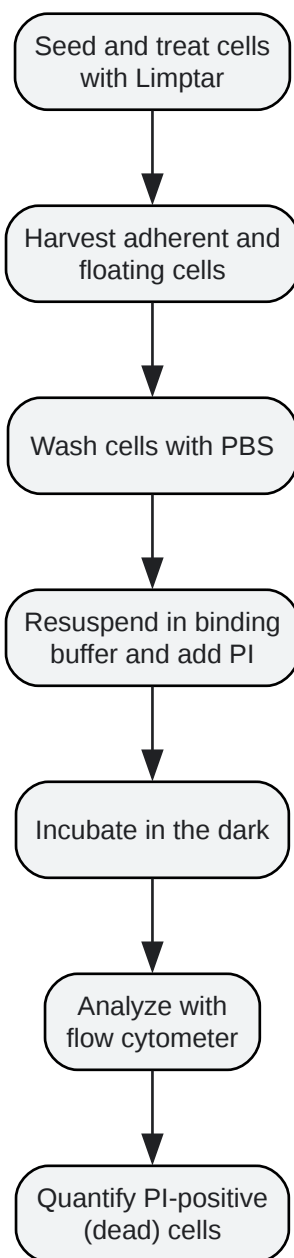 Seed and treat cells
with Limptar
Harvest adherent and
floating cells
Wash cells with PBS
Resuspend in binding
buffer and add PI
Incubate in the dark
Analyze with
flow cytometer
Quantify PI-positive
(dead) cells